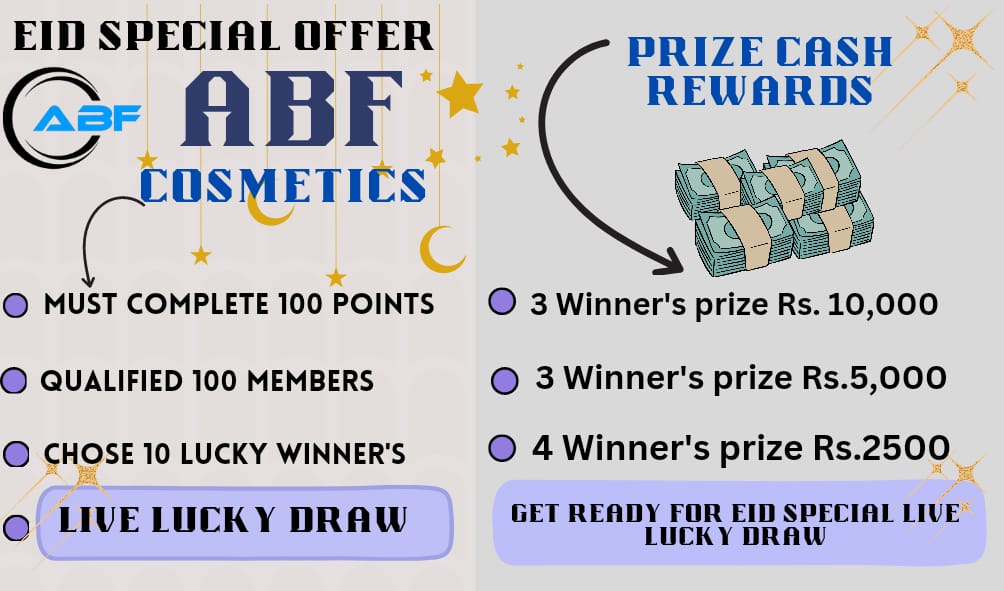 EID SPECIAL OFFER
ABF
ABF
COSMETICS
MUST COMPLETE 100 POINTS
QUALIFIED 100 MEMBERS
CHOSE 10 LUCKY WINNER'S
LIVE LUCKY DRAW
PRIZE CASH
REWARDS
3 Winner's prize Rs. 10,000
3 Winner's prize Rs.5,000
4 Winner's prize Rs.2500
GET READY FOR EID SPECIAL LIVE
LUCKY DRAW